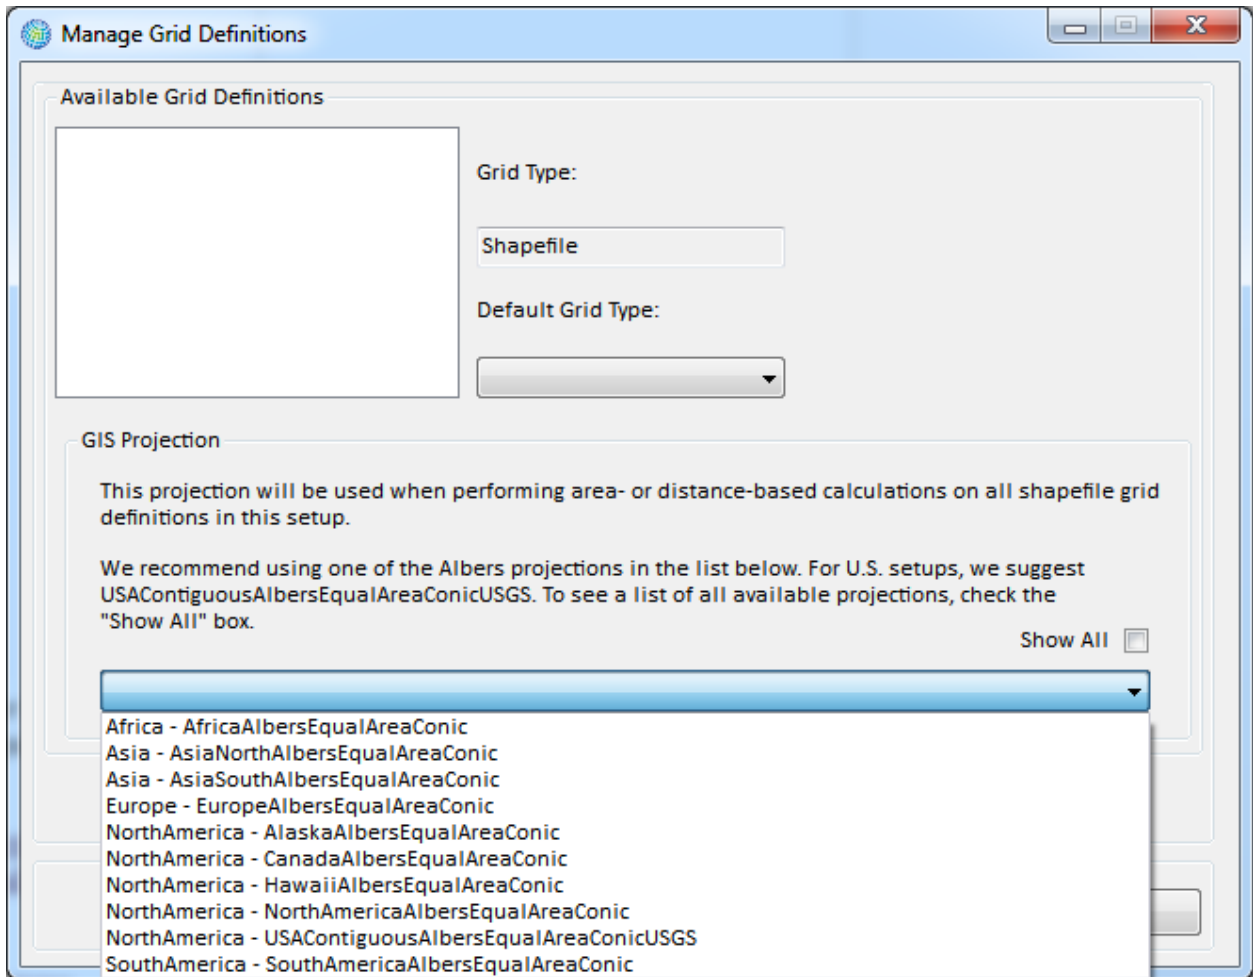 Manage Grid Definitions
Available Grid Definitions
Grid Type:
Shapefile
Default Grid Type:
GIS Projection
This projection will be used when performing area- or distance-based calculations on all shapefile grid
definitions in this setup.
We recommend using one of the Albers projections in the list below. For U.S. setups, we suggest
USAContiguousAlbersEqualAreaConicUSGS. To see a list of all available projections, check the
"Show All" box.
Show All
Africa - AfricaAlbersEqualAreaConic
Asia - AsiaNorthAlbersEqualAreaConic
Asia - AsiaSouthAlbersEqualAreaConic
Europe - EuropeAlbersEqualAreaConic
NorthAmerica - AlaskaAlbersEqualAreaConic
NorthAmerica - CanadaAlbersEqualAreaConic
NorthAmerica - HawaiiAlbersEqualAreaConic
NorthAmerica - NorthAmericaAlbersEqualAreaConic
NorthAmerica - USAContiguousAlbersEqualAreaConicUSGS
SouthAmerica - SouthAmericaAlbersEqualAreaConic